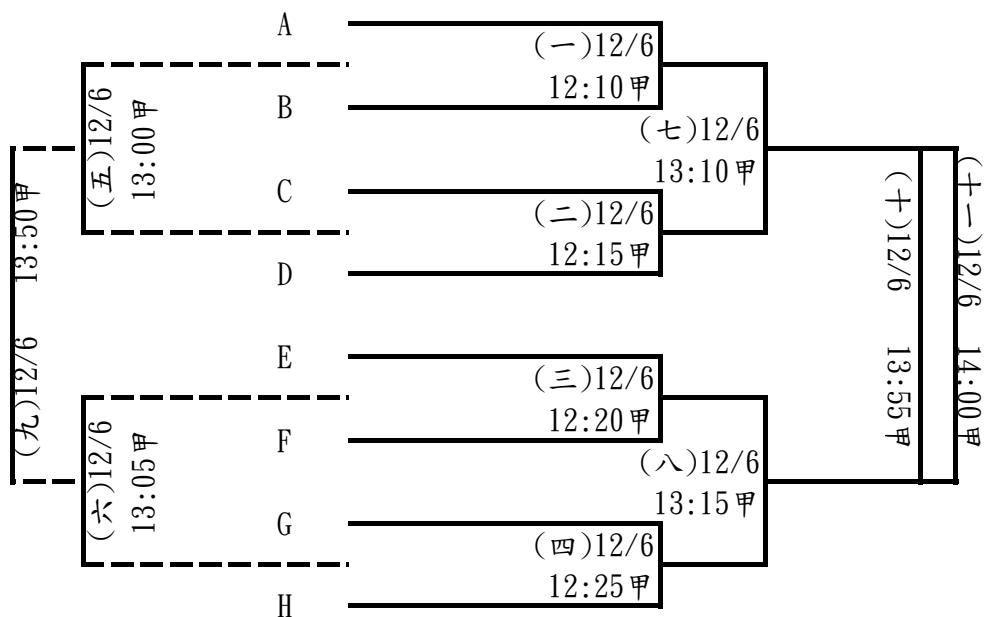 A
(一)12/6
12:10甲
B
(五)12/6
13:00甲
(七)12/6
13:10甲
C
(二)12/6
12:15甲
D
(九)12/6 13:50甲
(十)12/6 13:55甲
(十一)12/6 14:00甲
E
(三)12/6
12:20甲
F
(六)12/6
13:05甲
(八)12/6
13:15甲
G
(四)12/6
12:25甲
H